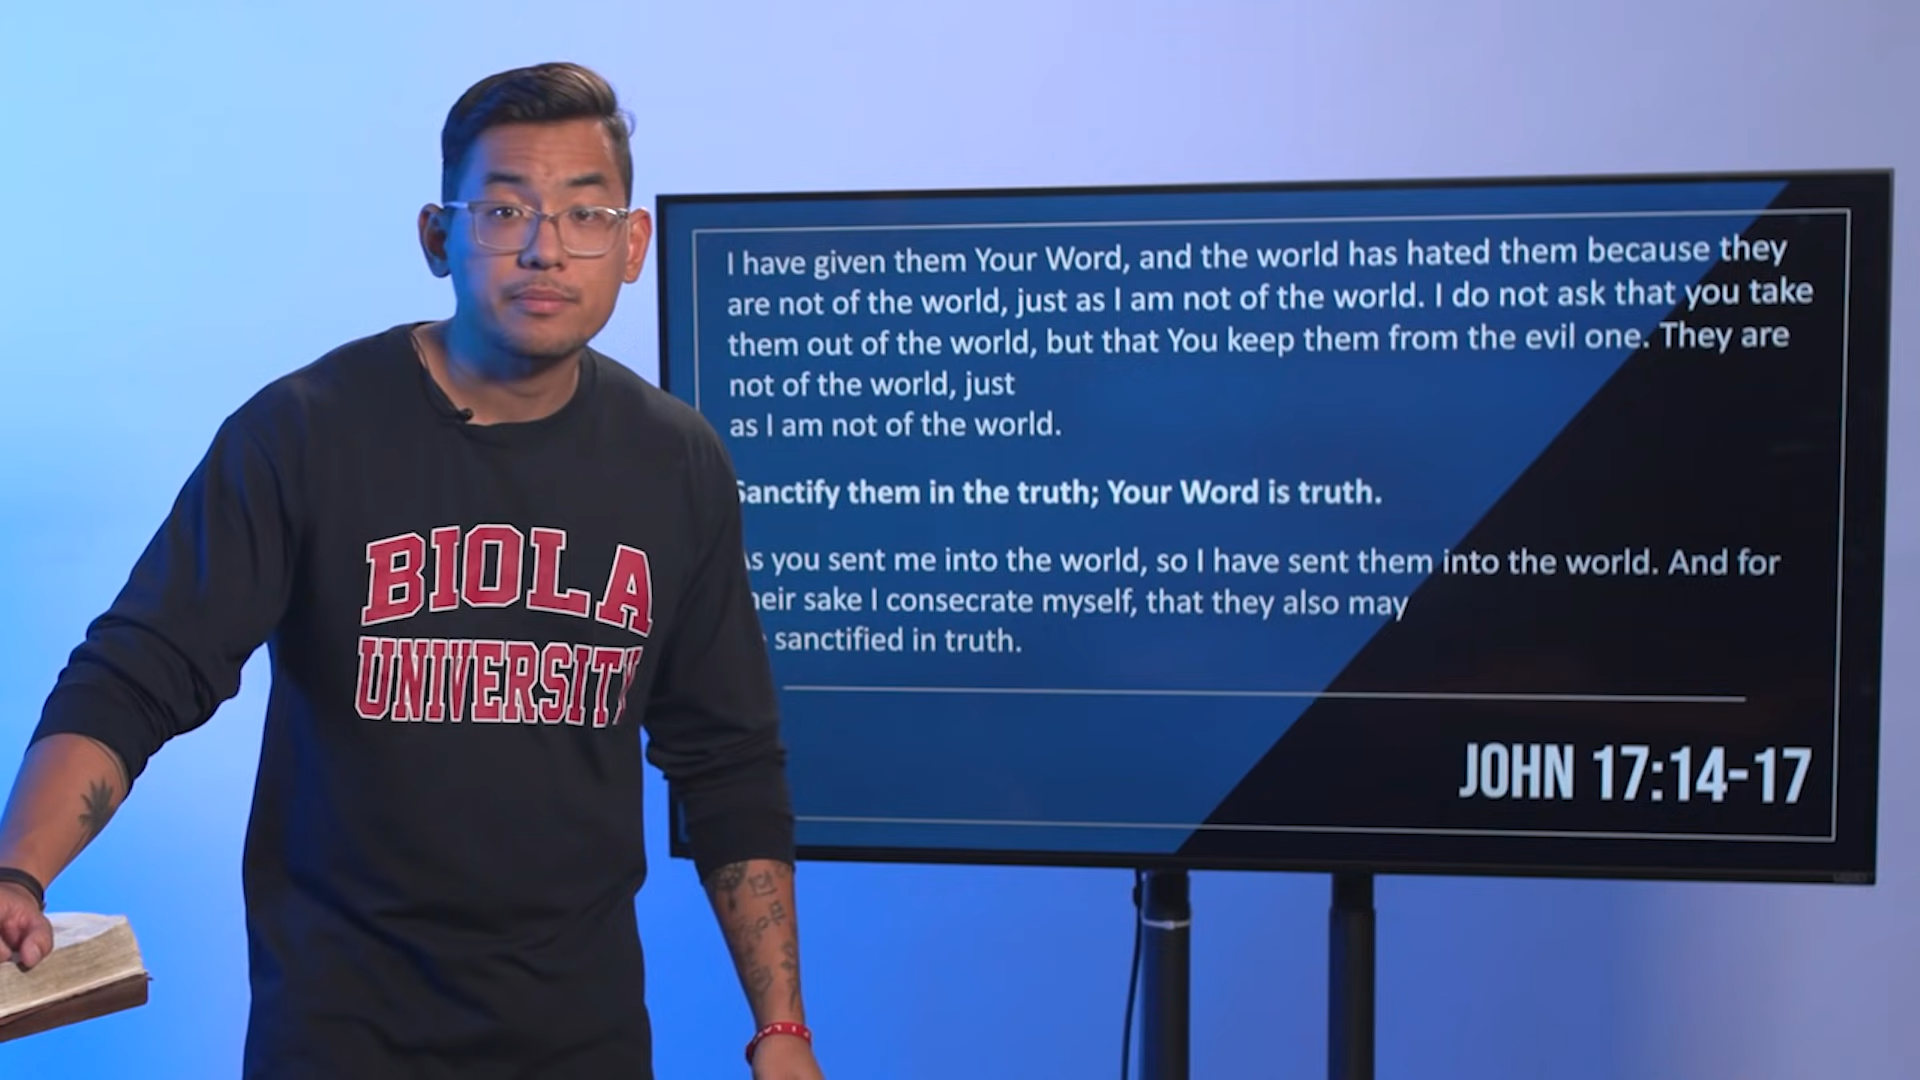 I have given them Your Word, and the world has hated them because they
are not of the world, just as I am not of the world. I do not ask that you take
them out of the world, but that You keep them from the evil one. They are
not of the world, just
as I am not of the world.
Sanctify them in the truth; Your Word is truth.
you sent me into the world, so I have sent them into the world. And for
sake I consecrate myself, that they also may
sanctified in truth.
JOHN 17:14-17
BIOLA
UNIVERSITY